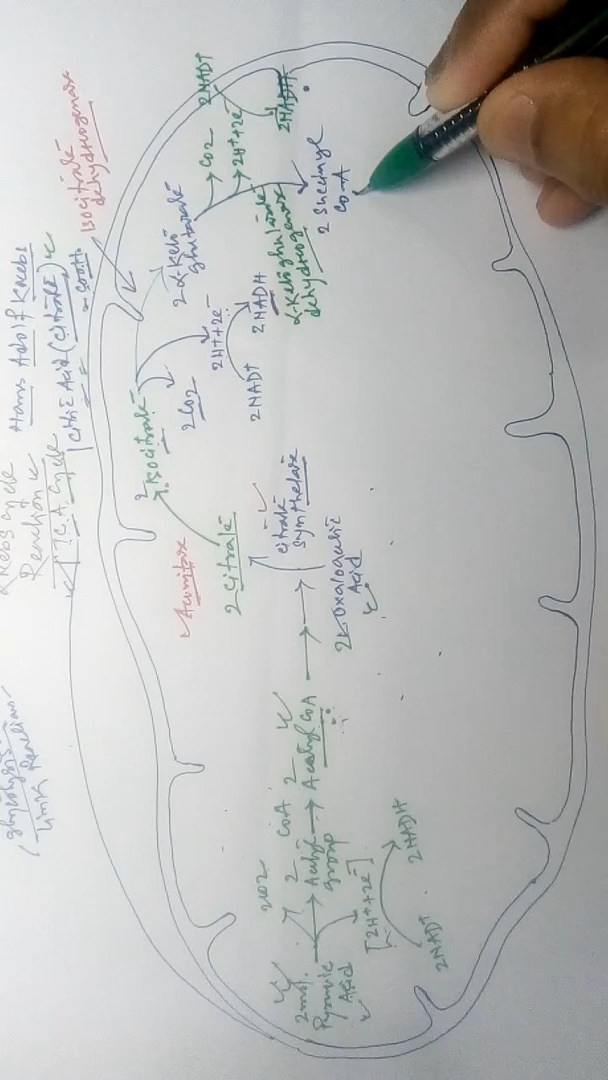 Glycolysis
Link Reaction
Krebs cycle
Reaction
T.C.A. cycle
Hans Adolf Krebs
Citric Acid (citrate)
-COOH
Isocitrate
dehydrogenase
2 mol.
Pyruvic
Acid
2CO2
2 CoA
Acetyl
group
[2H++2e-]
2NAD+
2NADH
2
Acetyl CoA
2 Oxaloacetic
Acid
citrate
synthetase
2 citrate
Aconitase
2 Isocitrate
2CO2
2H++2e-
2NAD+
2NADH
2-α-Keto
glutarate
CO2
2H++2e-
2NAD+
2NADH
α-Ketoglutarate
dehydrogenase
2 Succinyl
Co-A